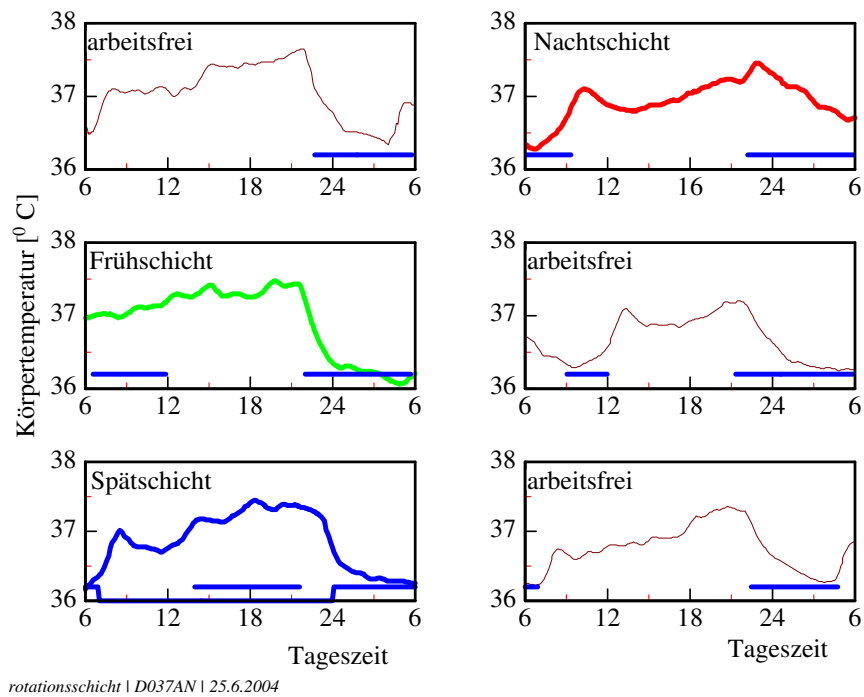 38
arbeitsfrei
37
36
6 12 18 24 6
38
Nachtschicht
37
36
6 12 18 24 6
Körpertemperatur [⁰ C]
38
Frühschicht
37
36
6 12 18 24 6
38
arbeitsfrei
37
36
6 12 18 24 6
38
Spätschicht
37
36
6 12 18 24 6
Tageszeit
38
arbeitsfrei
37
36
6 12 18 24 6
Tageszeit
rotationsschicht | D037AN | 25.6.2004